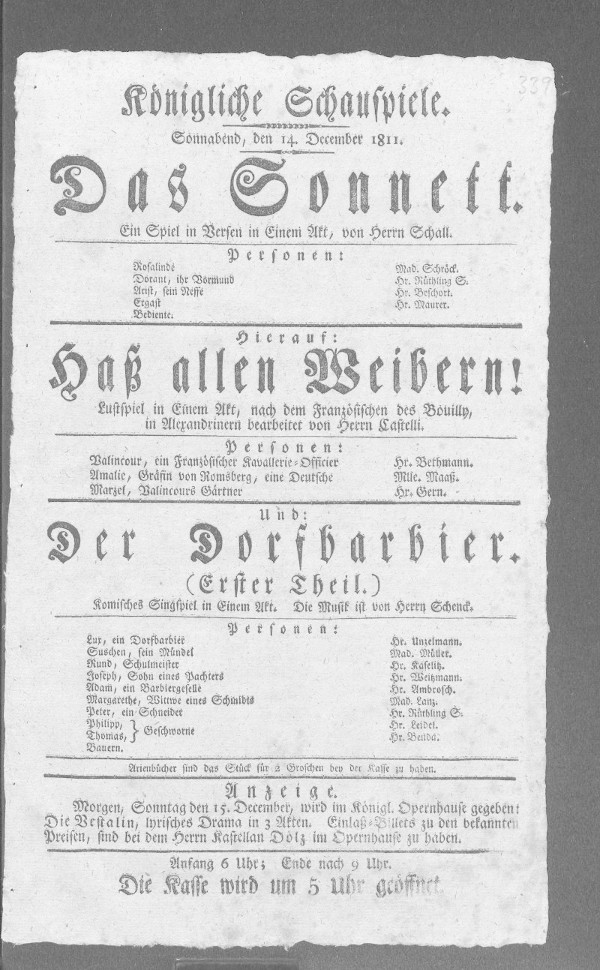 339
Königliche Schauspiele.
Sonnabend, den 14. December 1811.
Das Sonnett.
Ein Spiel in Versen in Einem Akt, von Herrn Schall.
Personen:
Rosalinde Mad. Schröck.
Dorant, ihr Vormund Hr. Rüthling S.
Arist, sein Neffe Hr. Beschort.
Ergast Hr. Maurer.
Bediente.
Hierauf:
Haß allen Weibern!
Lustspiel in Einem Akt, nach dem Französischen des Bouilly,
in Alexandrinern bearbeitet von Herrn Castelli.
Personen:
Valincour, ein Französischer Kavallerie-Officier Hr. Bethmann.
Amalie, Gräfin von Romsberg, eine Deutsche Mlle. Maaß.
Marzel, Valincours Gärtner Hr. Gern.
Und:
Der Dorfbarbier.
(Erster Theil.)
Komisches Singspiel in Einem Akt. Die Musik ist von Herrn Schenck.
Personen:
Lux, ein Dorfbarbier Hr. Unzelmann.
Suschen, sein Mündel Mad. Müller.
Rund, Schulmeister Hr. Kaselitz.
Joseph, Sohn eines Pachters Hr. Weitzmann.
Adam, ein Barbiergeselle Hr. Ambrosch.
Margarethe, Wittwe eines Schmidts Mad. Lanz.
Peter, ein Schneider Hr. Rüthling S.
Philipp, } Geschworne Hr. Leidel.
Thomas, Hr. Benda.
Bauern.
Arienbücher sind das Stück für 2 Groschen bey der Kasse zu haben.
Anzeige.
Morgen, Sonntag den 15. December, wird im Königl. Opernhause gegeben:
Die Vestalin, lyrisches Drama in 3 Akten. Einlaß-Billets zu den bekannten
Preisen, sind bei dem Herrn Kastellan Dölz im Opernhause zu haben.
Anfang 6 Uhr; Ende nach 9 Uhr.
Die Kasse wird um 5 Uhr geöffnet.